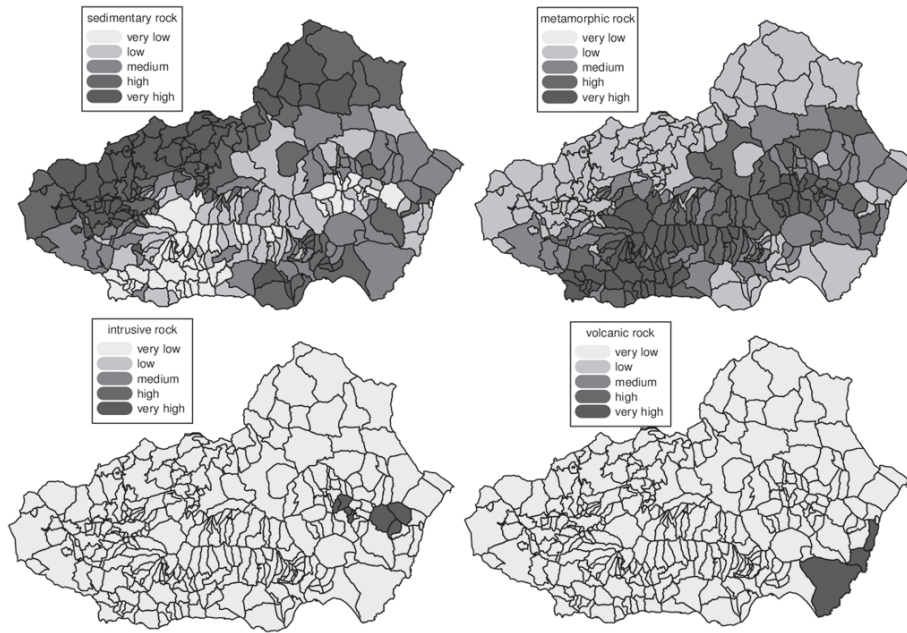 sedimentary rock
very low
low
medium
high
very high
metamorphic rock
very low
low
medium
high
very high
intrusive rock
very low
low
medium
high
very high
volcanic rock
very low
low
medium
high
very high